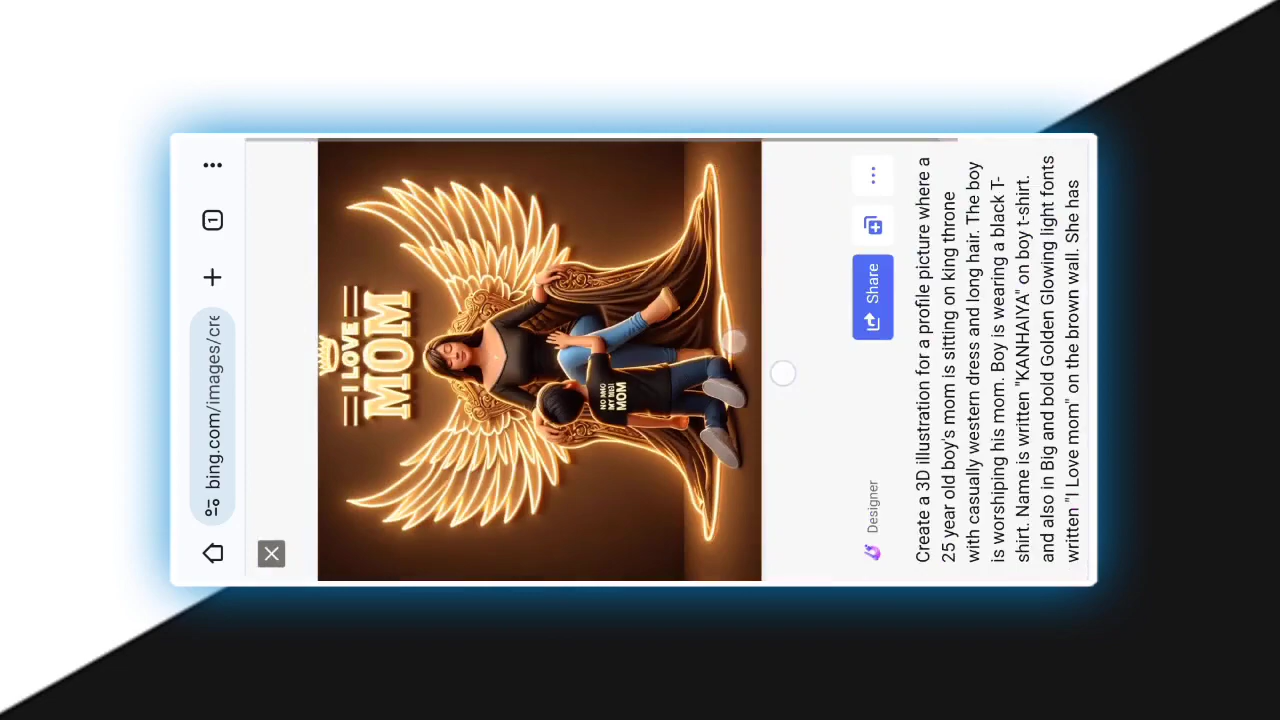 bing.com/images/cre
1
I LOVE
MOM
MOM
Designer
Share
Create a 3D illustration for a profile picture where a
25 year old boy's mom is sitting on king throne
with casually western dress and long hair. The boy
is worshiping his mom. Boy is wearing a black T-
shirt. Name is written "KANHAIYA" on boy t-shirt.
and also in Big and bold Golden Glowing light fonts
written "I Love mom" on the brown wall. She has